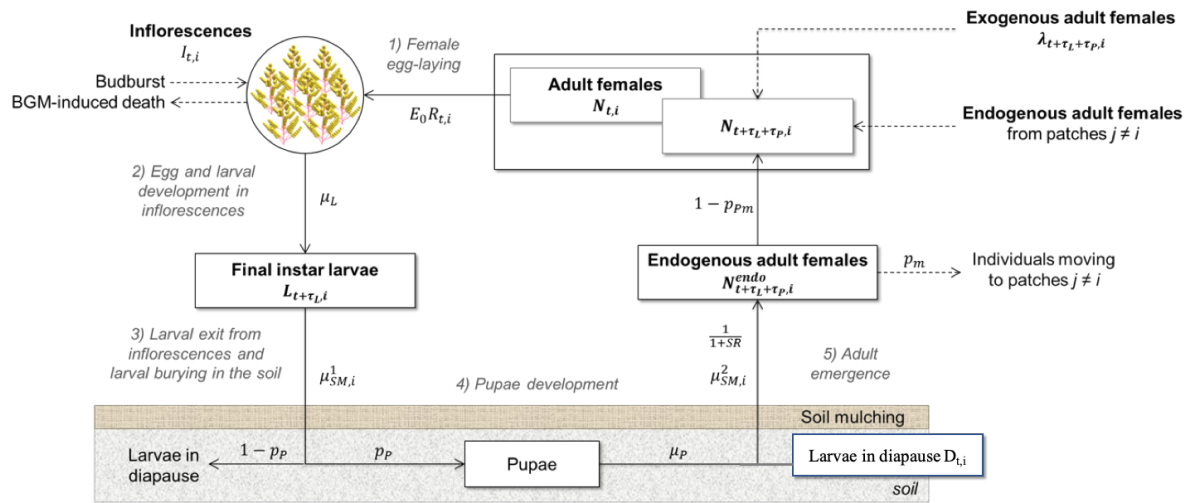 Inflorescences
I_{t,i}
Budburst
BGM-induced death
1) Female
egg-laying
E_0R_{t,i}
Adult females
N_{t,i}
N_{t+τ_L+τ_P,i}
Exogenous adult females
λ_{t+τ_L+τ_P,i}
Endogenous adult females
from patches j ≠ i
2) Egg and larval
development in
inflorescences
μ_L
1 − p_{Pm}
Final instar larvae
L_{t+τ_L,i}
Endogenous adult females
N^{endo}_{t+τ_L+τ_P,i}
p_m
Individuals moving
to patches j ≠ i
3) Larval exit from
inflorescences and
larval burying in the soil
μ^1_{SM,i}
4) Pupae development
1/(1+SR)
μ^2_{SM,i}
5) Adult
emergence
Soil mulching
Larvae in
diapause
1 − p_P
p_P
Pupae
μ_P
Larvae in diapause D_{t,i}
soil